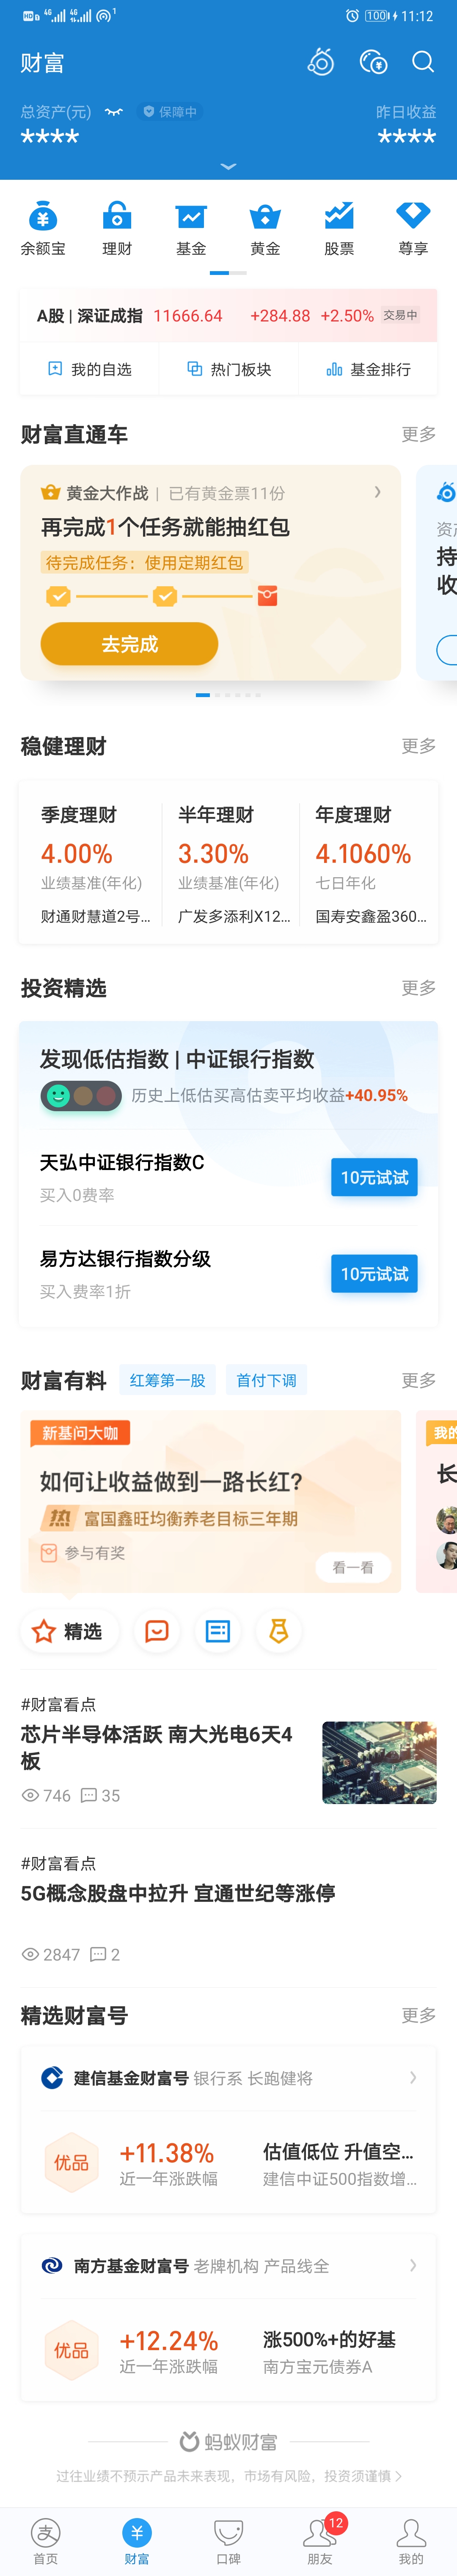 HD 4G 4G 1 100 11:12
财富
总资产(元) 保障中 昨日收益
**** ****
余额宝 理财 基金 黄金 股票 尊享
A股 | 深证成指 11666.64 +284.88 +2.50% 交易中
我的自选 热门板块 基金排行
财富直通车 更多
黄金大作战 | 已有黄金票11份
再完成1个任务就能抽红包
待完成任务：使用定期红包
去完成
资
持
收
稳健理财 更多
季度理财 半年理财 年度理财
4.00% 3.30% 4.1060%
业绩基准(年化) 业绩基准(年化) 七日年化
财通财慧道2号... 广发多添利X12... 国寿安鑫盈360...
投资精选 更多
发现低估指数 | 中证银行指数
历史上低估买高估卖平均收益+40.95%
天弘中证银行指数C
买入0费率
10元试试
易方达银行指数分级
买入费率1折
10元试试
财富有料 红筹第一股 首付下调 更多
新基问大咖
如何让收益做到一路长红?
热 富国鑫旺均衡养老目标三年期
参与有奖
看一看
我的
长
精选
#财富看点
芯片半导体活跃 南大光电6天4
板
746 35
#财富看点
5G概念股盘中拉升 宜通世纪等涨停
2847 2
精选财富号 更多
建信基金财富号 银行系 长跑健将
优品
+11.38% 估值低位 升值空...
近一年涨跌幅 建信中证500指数增...
南方基金财富号 老牌机构 产品线全
优品
+12.24% 涨500%+的好基
近一年涨跌幅 南方宝元债券A
蚂蚁财富
过往业绩不预示产品未来表现，市场有风险，投资须谨慎
支 ¥ 12
首页 财富 口碑 朋友 我的